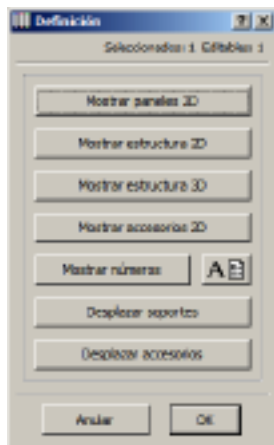 Definición
Seleccionados: 1 Editables: 1
Mostrar paneles 2D
Mostrar estructura 2D
Mostrar estructura 3D
Mostrar accesorios 2D
Mostrar números
A
Desplazar soportes
Desplazar accesorios
Anular
OK